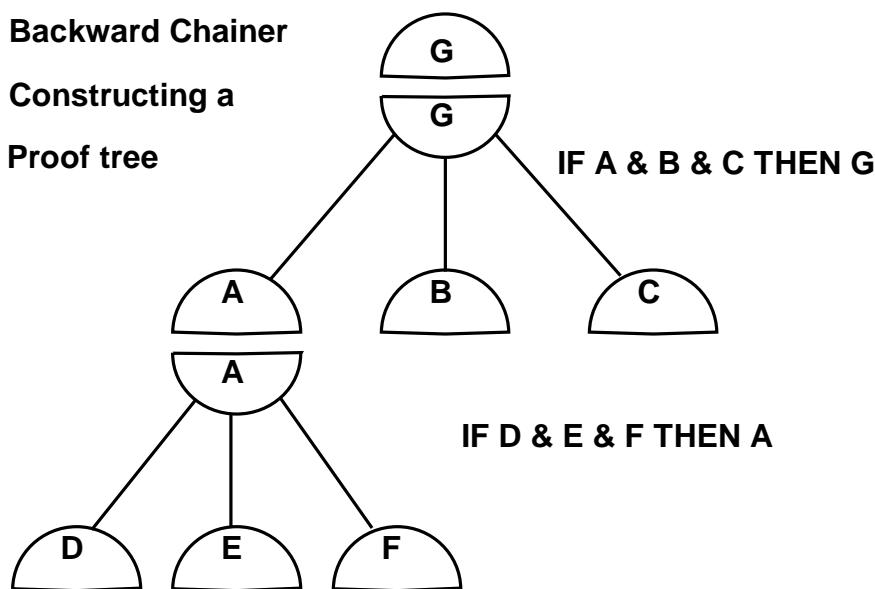 Backward Chainer
Constructing a
Proof tree
G
G
IF A & B & C THEN G
A
B
C
A
IF D & E & F THEN A
D
E
F